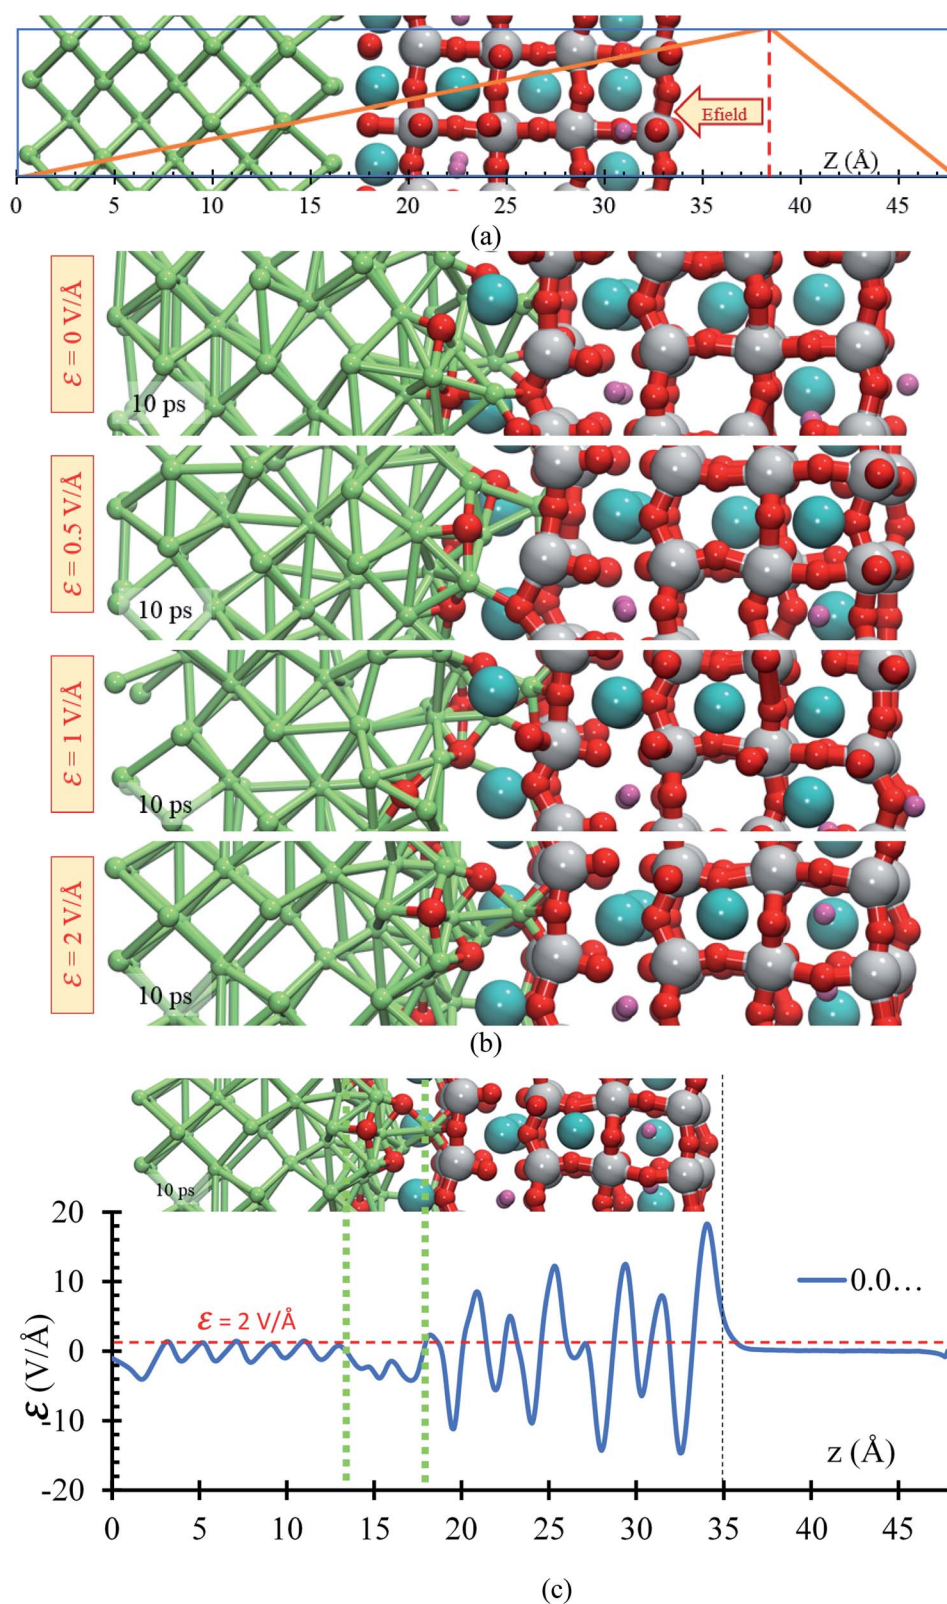 Efield
Z (Å)
0 5 10 15 20 25 30 35 40 45
(a)
ε = 0 V/Å
10 ps
ε = 0.5 V/Å
10 ps
ε = 1 V/Å
10 ps
ε = 2 V/Å
10 ps
(b)
10 ps
20
10
0
-10
-20
ε (V/Å)
ε = 2 V/Å
0.0…
z (Å)
0 5 10 15 20 25 30 35 40 45
(c)